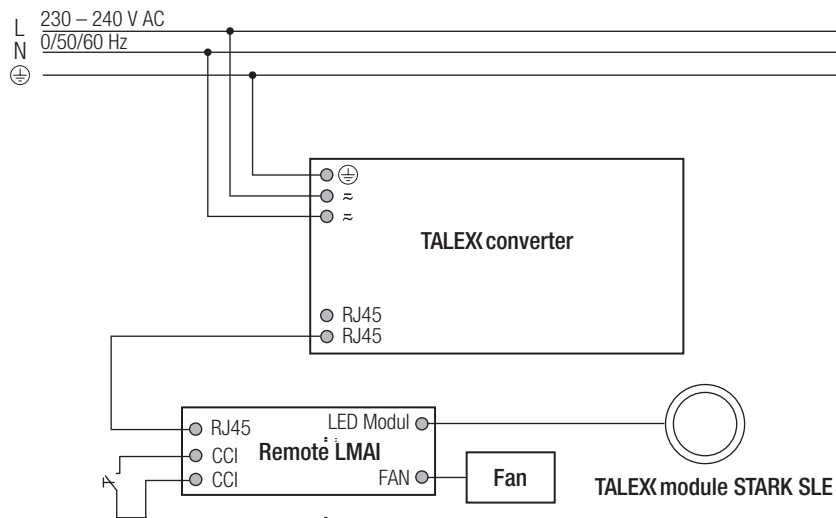 L 230 – 240 V AC
N 0/50/60 Hz
≂
≂
TALEXX converter
RJ45
RJ45
RJ45
LED Modul
CCI
Remote LMAI
CCI
FAN
Fan
TALEXX module STARK SLE